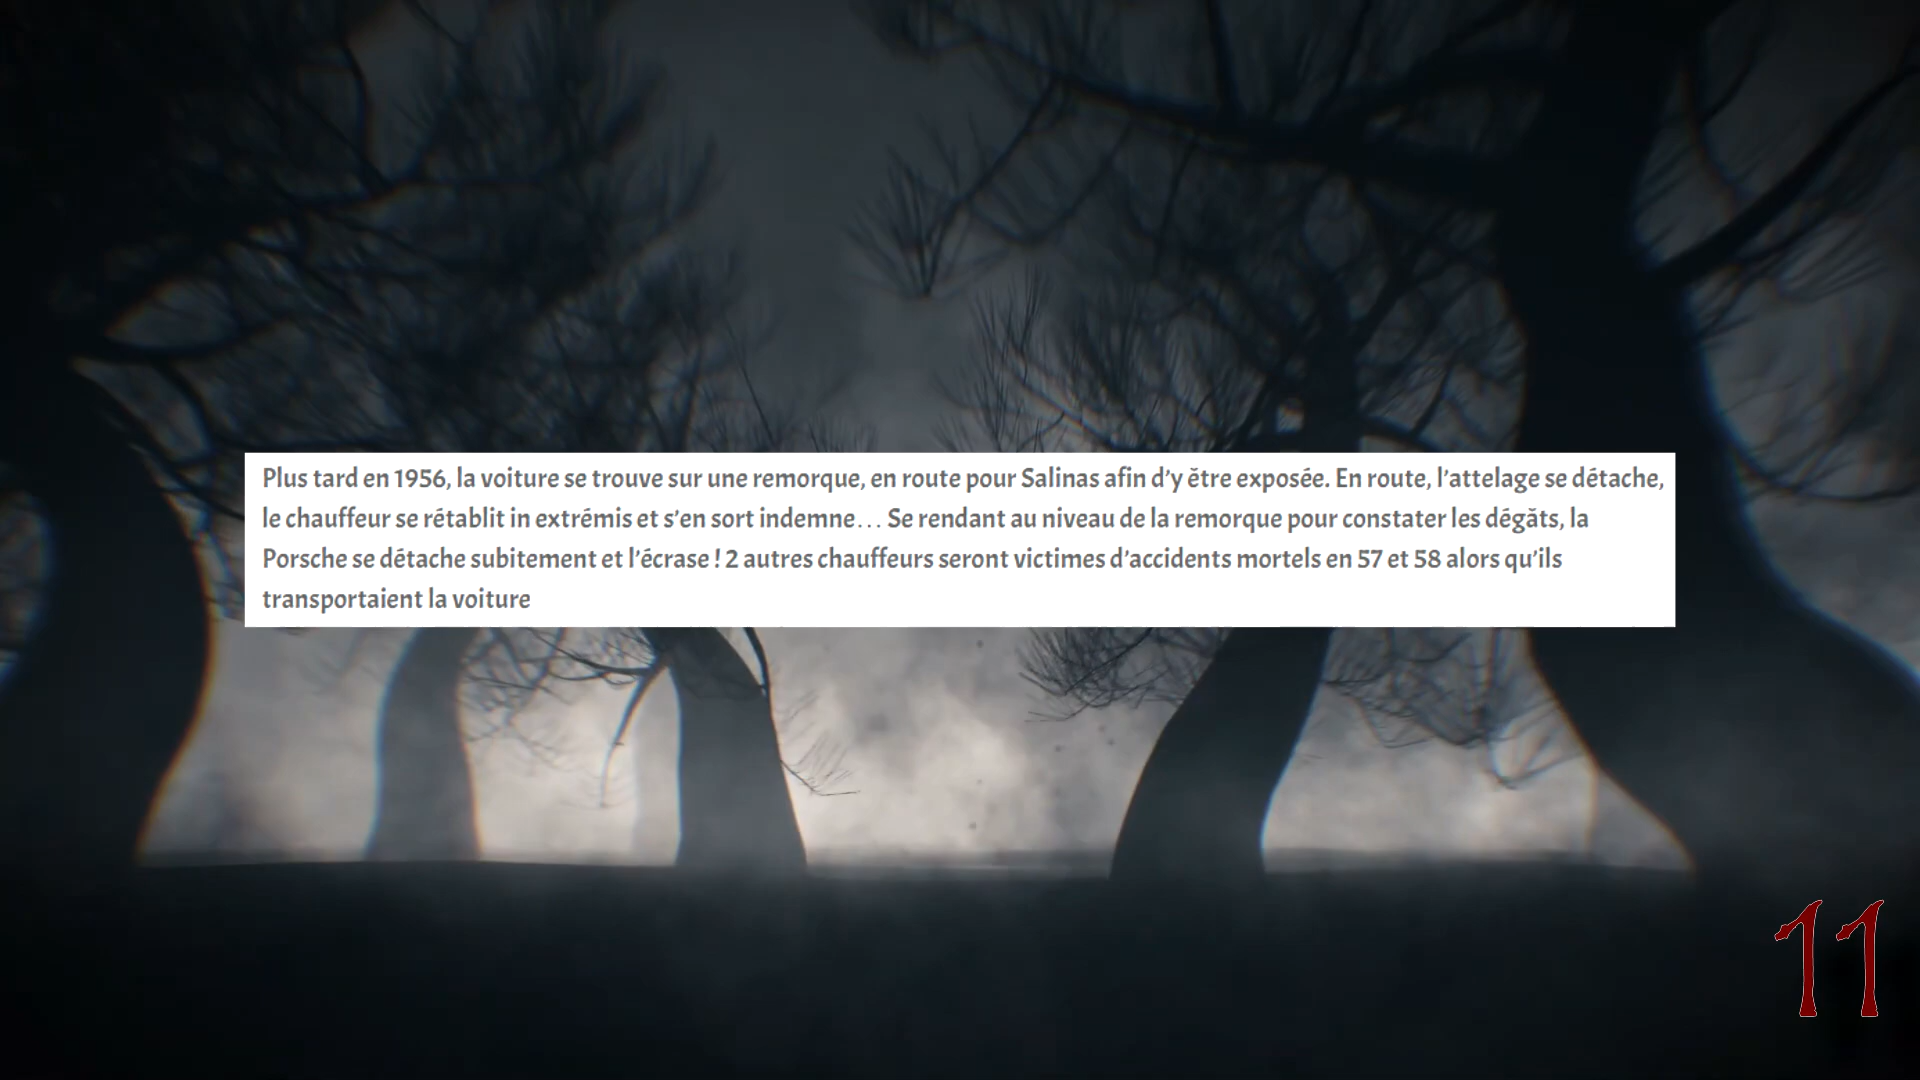 Plus tard en 1956, la voiture se trouve sur une remorque, en route pour Salinas afin d’y être exposée. En route, l’attelage se détache,
le chauffeur se rétablit in extrémis et s’en sort indemne… Se rendant au niveau de la remorque pour constater les dégâts, la
Porsche se détache subitement et l’écrase ! 2 autres chauffeurs seront victimes d’accidents mortels en 57 et 58 alors qu’ils
transportaient la voiture
11